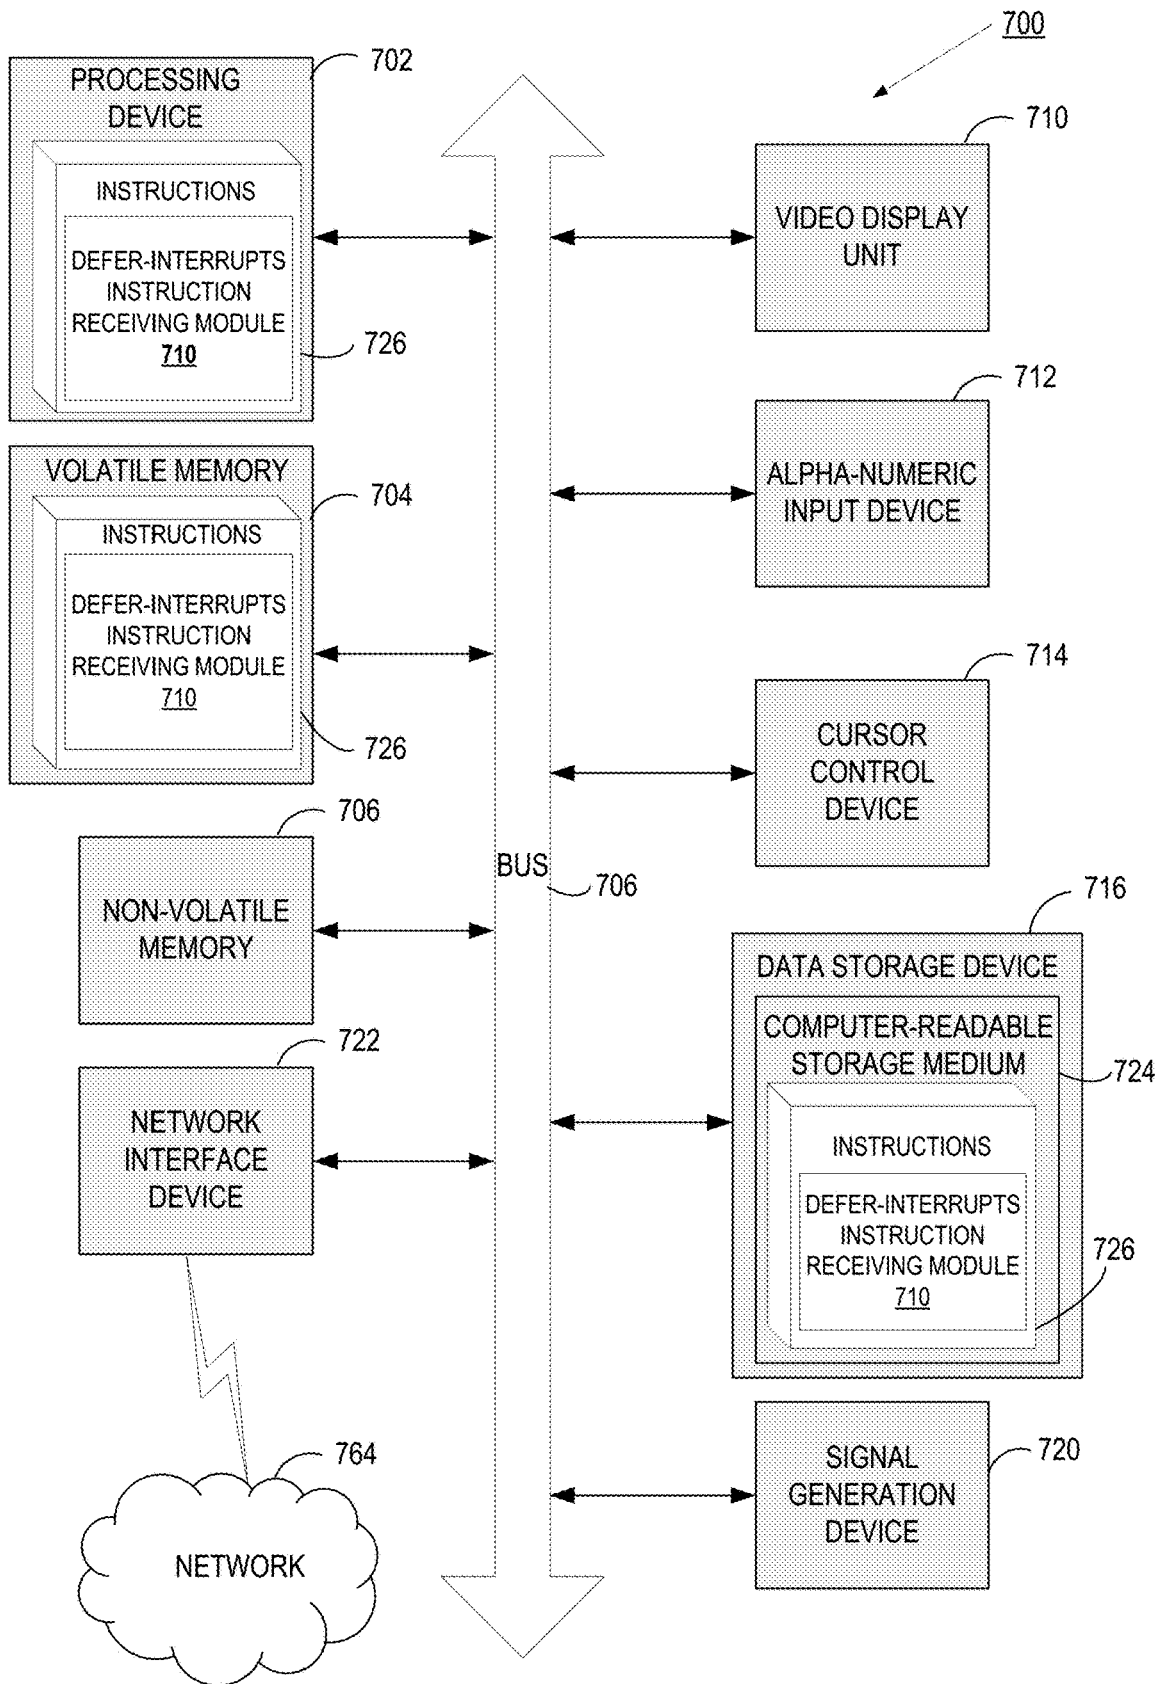 700
702
PROCESSING
DEVICE
INSTRUCTIONS
DEFER-INTERRUPTS
INSTRUCTION
RECEIVING MODULE
710
726
VOLATILE MEMORY
704
INSTRUCTIONS
DEFER-INTERRUPTS
INSTRUCTION
RECEIVING MODULE
710
726
706
NON-VOLATILE
MEMORY
722
NETWORK
INTERFACE
DEVICE
764
NETWORK
BUS
706
710
VIDEO DISPLAY
UNIT
712
ALPHA-NUMERIC
INPUT DEVICE
714
CURSOR
CONTROL
DEVICE
716
DATA STORAGE DEVICE
COMPUTER-READABLE
STORAGE MEDIUM
724
INSTRUCTIONS
DEFER-INTERRUPTS
INSTRUCTION
RECEIVING MODULE
710
726
SIGNAL
GENERATION
DEVICE
720